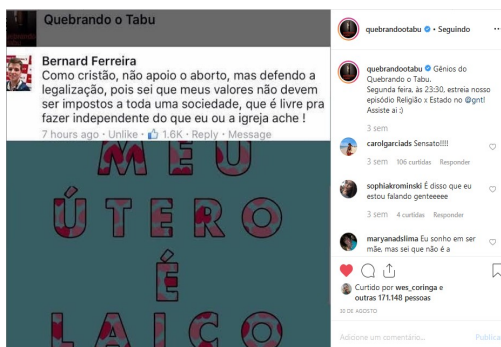 Quebrando o Tabu
Bernard Ferreira
Como cristão, não apoio o aborto, mas defendo a
legalização, pois sei que meus valores não devem
ser impostos a toda uma sociedade, que é livre pra
fazer independente do que eu ou a igreja ache !
7 hours ago · Unlike · 1.6K · Reply · Message
MEU
ÚTERO
É
LAICO
quebrandootabu • Seguindo
quebrandootabu Gênios do
Quebrando o Tabu.
Segunda feira, às 23:30, estreia nosso
episódio Religião x Estado no @gnt!
Assiste aí :)
3 sem
carolgarciads Sensato!!!!
3 sem 106 curtidas Responder
sophiakrominski É disso que eu
estou falando genteeeee
3 sem 4 curtidas Responder
maryanadslima Eu sonho em ser
mãe, mas sei que não é a
Curtido por wes_coringa e
outras 171.148 pessoas
30 DE AGOSTO
Adicione um comentário...